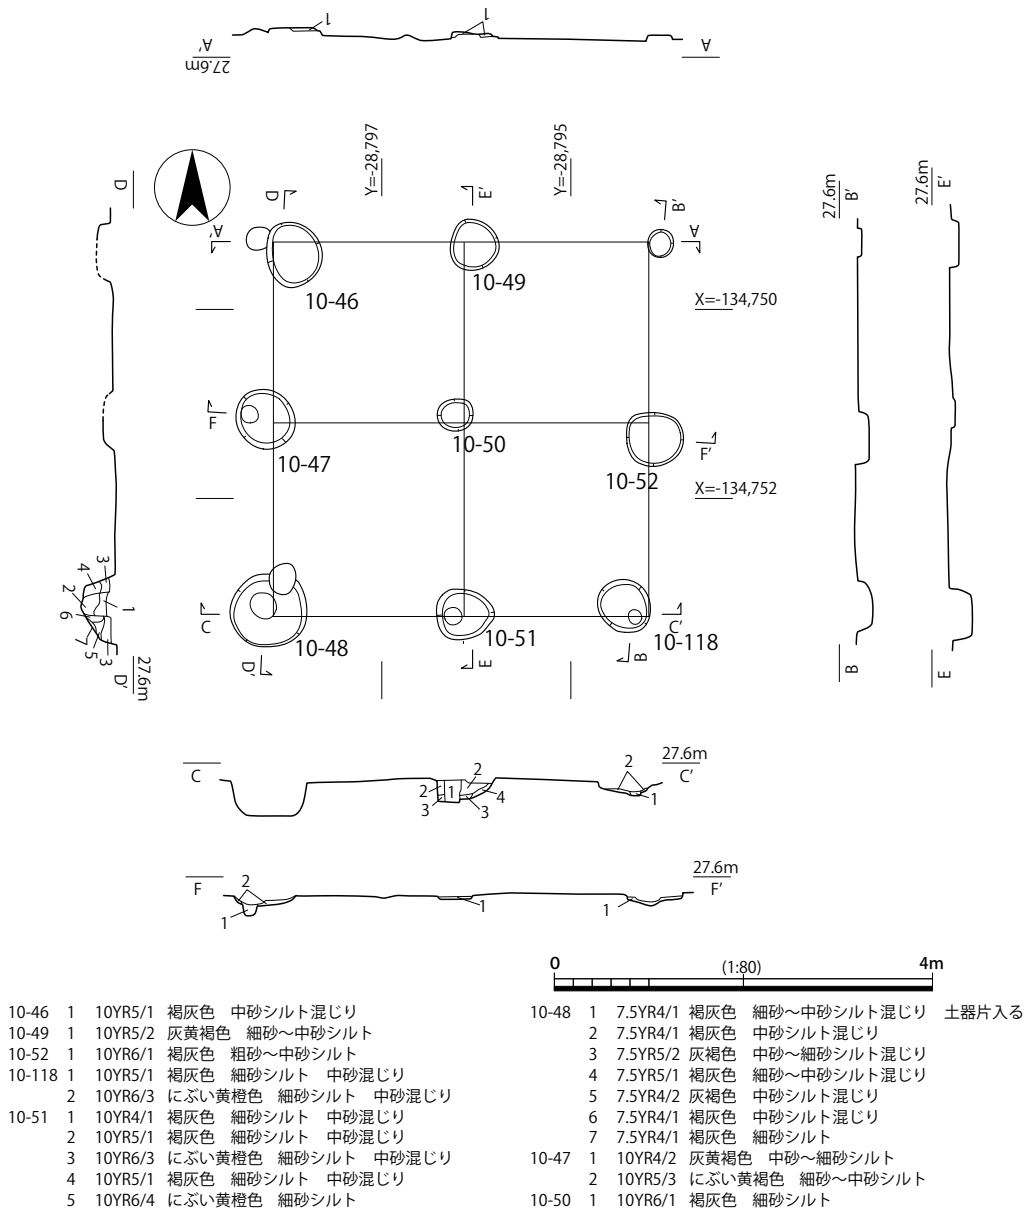 1
1
A'
27.6m
A
Y=-28,797
Y=-28,795
D
D
E'
B'
27.6m
B'
27.6m
E'
A'
A
10-46
10-49
X=-134,750
F
10-47
10-50
10-52
F'
X=-134,752
3
4
2
1
6
7
5
3
D'
27.6m
C
10-48
D'
10-51
E
10-118
C'
B
B
E
C
27.6m
C'
2
2
1
3
3
4
2
1
F
27.6m
F'
2
1
1
1
0 (1:80) 4m
10-46 1 10YR5/1 褐灰色 中砂シルト混じり
10-49 1 10YR5/2 灰黄褐色 細砂～中砂シルト
10-52 1 10YR6/1 褐灰色 粗砂～中砂シルト
10-118 1 10YR5/1 褐灰色 細砂シルト 中砂混じり
2 10YR6/3 にぶい黄橙色 細砂シルト 中砂混じり
10-51 1 10YR4/1 褐灰色 細砂シルト 中砂混じり
2 10YR5/1 褐灰色 細砂シルト 中砂混じり
3 10YR6/3 にぶい黄橙色 細砂シルト 中砂混じり
4 10YR5/1 褐灰色 細砂シルト 中砂混じり
5 10YR6/4 にぶい黄橙色 細砂シルト
10-48 1 7.5YR4/1 褐灰色 細砂～中砂シルト混じり 土器片入る
2 7.5YR4/1 褐灰色 中砂シルト混じり
3 7.5YR5/2 灰褐色 中砂～細砂シルト混じり
4 7.5YR5/1 褐灰色 細砂～中砂シルト混じり
5 7.5YR4/2 灰褐色 中砂シルト混じり
6 7.5YR4/1 褐灰色 中砂シルト混じり
7 7.5YR4/1 褐灰色 細砂シルト
10-47 1 10YR4/2 灰黄褐色 中砂～細砂シルト
2 10YR5/3 にぶい黄褐色 細砂～中砂シルト
10-50 1 10YR6/1 褐灰色 細砂シルト